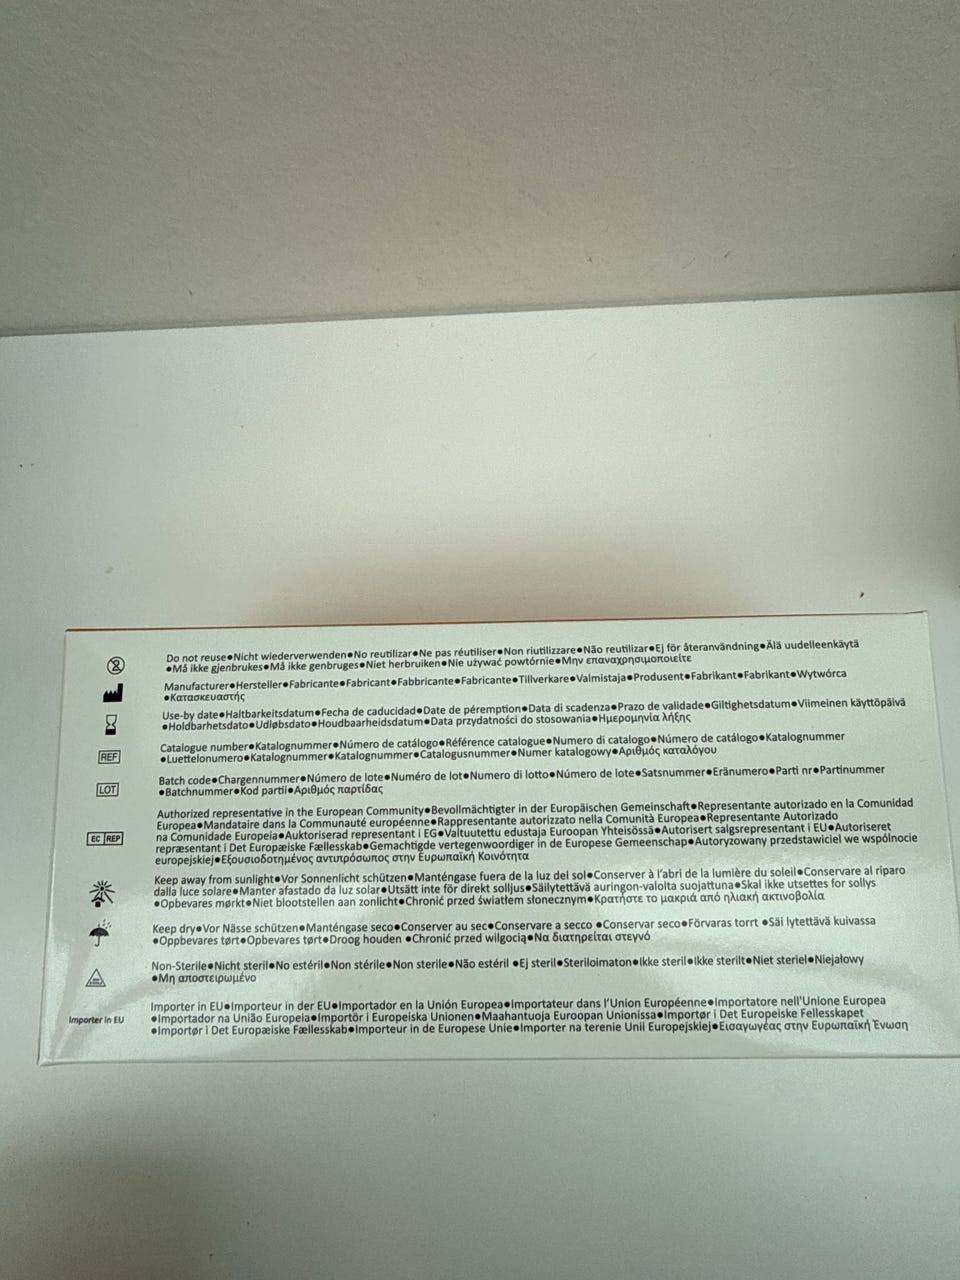 Do not reuse●Nicht wiederverwenden●No reutilizar●Ne pas réutiliser●Non riutilizzare●Não reutilizar●Ej för återanvändning●Älä uudelleenkäytä
●Må ikke gjenbrukes●Må ikke genbruges●Niet herbruiken●Nie używać powtórnie●Μην επαναχρησιμοποιείτε
Manufacturer●Hersteller●Fabricante●Fabricant●Fabbricante●Fabricante●Tillverkare●Valmistaja●Produsent●Fabrikant●Fabrikant●Wytwórca
●Κατασκευαστής
Use-by date●Haltbarkeitsdatum●Fecha de caducidad●Date de péremption●Data di scadenza●Prazo de validade●Giltighetsdatum●Viimeinen käyttöpäivä
●Holdbarhetsdato●Udløbsdato●Houdbaarheidsdatum●Data przydatności do stosowania●Ημερομηνία λήξης
REF
Catalogue number●Katalognummer●Número de catálogo●Référence catalogue●Numero di catalogo●Número de catálogo●Katalognummer
●Luettelonumero●Katalognummer●Katalognummer●Catalogusnummer●Numer katalogowy●Αριθμός καταλόγου
LOT
Batch code●Chargennummer●Número de lote●Numéro de lot●Numero di lotto●Número de lote●Satsnummer●Eränumero●Parti nr●Partinummer
●Batchnummer●Kod partii●Αριθμός παρτίδας
EC REP
Authorized representative in the European Community●Bevollmächtigter in der Europäischen Gemeinschaft●Representante autorizado en la Comunidad
Europea●Mandataire dans la Communauté européenne●Rappresentante autorizzato nella Comunità Europea●Representante Autorizado
na Comunidade Europeia●Auktoriserad representant i EG●Valtuutettu edustaja Euroopan Yhteisössä●Autorisert salgsrepresentant i EU●Autoriseret
repræsentant i Det Europæiske Fællesskab●Gemachtigde vertegenwoordiger in de Europese Gemeenschap●Autoryzowany przedstawiciel we wspólnocie
europejskiej●Εξουσιοδοτημένος αντιπρόσωπος στην Ευρωπαϊκή Κοινότητα
Keep away from sunlight●Vor Sonnenlicht schützen●Manténgase fuera de la luz del sol●Conserver à l'abri de la lumière du soleil●Conservare al riparo
dalla luce solare●Manter afastado da luz solar●Utsätt inte för direkt solljus●Säilytettävä auringon-valolta suojattuna●Skal ikke utsettes for sollys
●Opbevares mørkt●Niet blootstellen aan zonlicht●Chronić przed światłem słonecznym●Κρατήστε το μακριά από ηλιακή ακτινοβολία
Keep dry●Vor Nässe schützen●Manténgase seco●Conserver au sec●Conservare a secco ●Conservar seco●Förvaras torrt ●Säi lytettävä kuivassa
●Oppbevares tørt●Opbevares tørt●Droog houden ●Chronić przed wilgocią●Να διατηρείται στεγνό
Non-Sterile●Nicht steril●No estéril●Non stérile●Non sterile●Não estéril ●Ej steril●Steriloimaton●Ikke steril●Ikke sterilt●Niet steriel●Niejałowy
●Μη αποστειρωμένο
Importer in EU
Importer in EU●Importeur in der EU●Importador en la Unión Europea●Importateur dans l'Union Européenne●Importatore nell'Unione Europea
●Importador na União Europeia●Importör i Europeiska Unionen●Maahantuoja Euroopan Unionissa●Importør i Det Europeiske Fellesskapet
●Importør i Det Europæiske Fællesskab●Importeur in de Europese Unie●Importer na terenie Unii Europejskiej●Εισαγωγέας στην Ευρωπαϊκή Ένωση